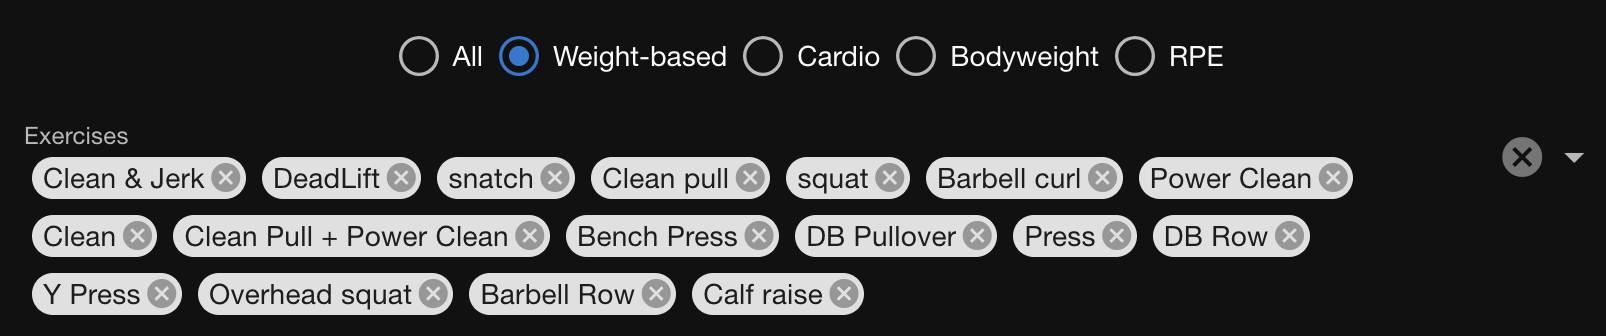 All Weight-based Cardio Bodyweight RPE
Exercises
Clean & Jerk DeadLift snatch Clean pull squat Barbell curl Power Clean
Clean Clean Pull + Power Clean Bench Press DB Pullover Press DB Row
Y Press Overhead squat Barbell Row Calf raise